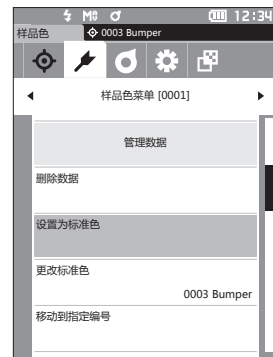 M 12:34
样品色 0003 Bumper
样品色菜单 [0001]
管理数据
删除数据
设置为标准色
更改标准色
0003 Bumper
移动到指定编号